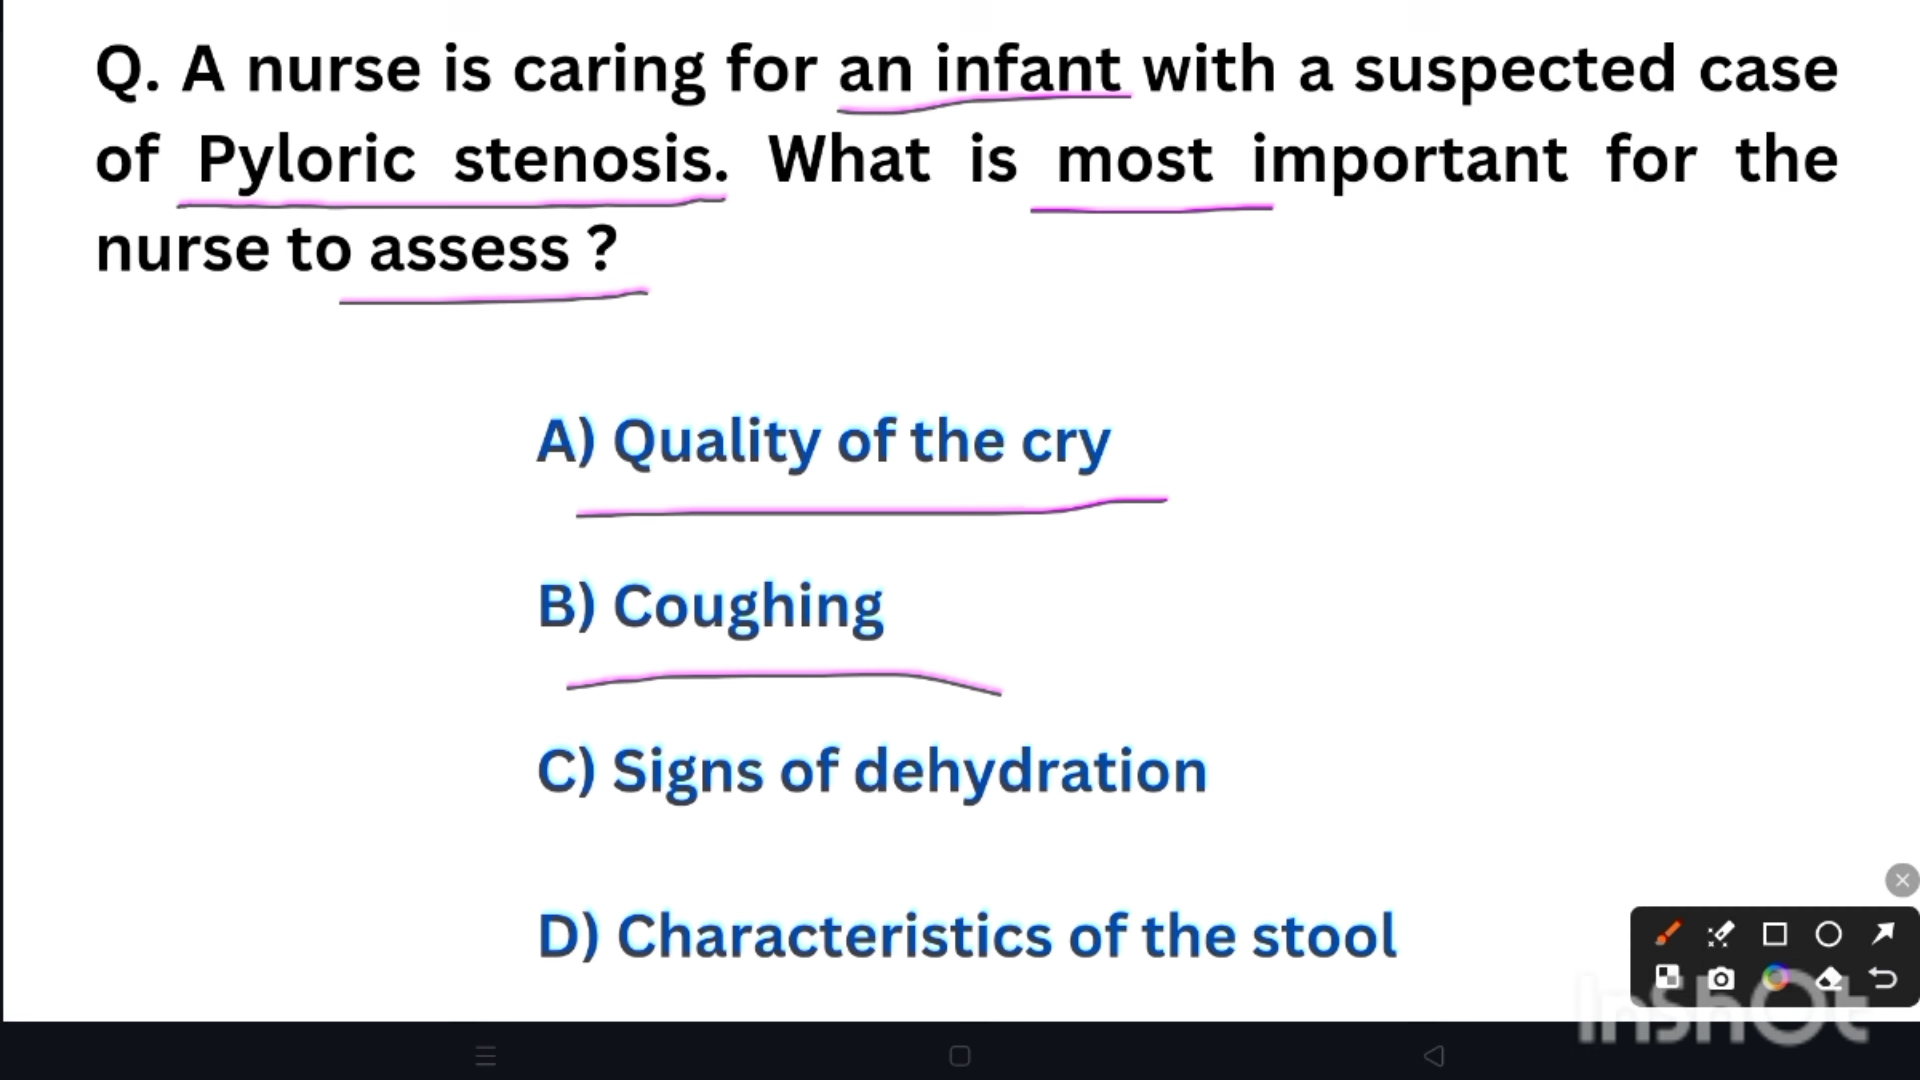 Q. A nurse is caring for an infant with a suspected case
of Pyloric stenosis. What is most important for the
nurse to assess ?
A) Quality of the cry
B) Coughing
C) Signs of dehydration
D) Characteristics of the stool
InShOt